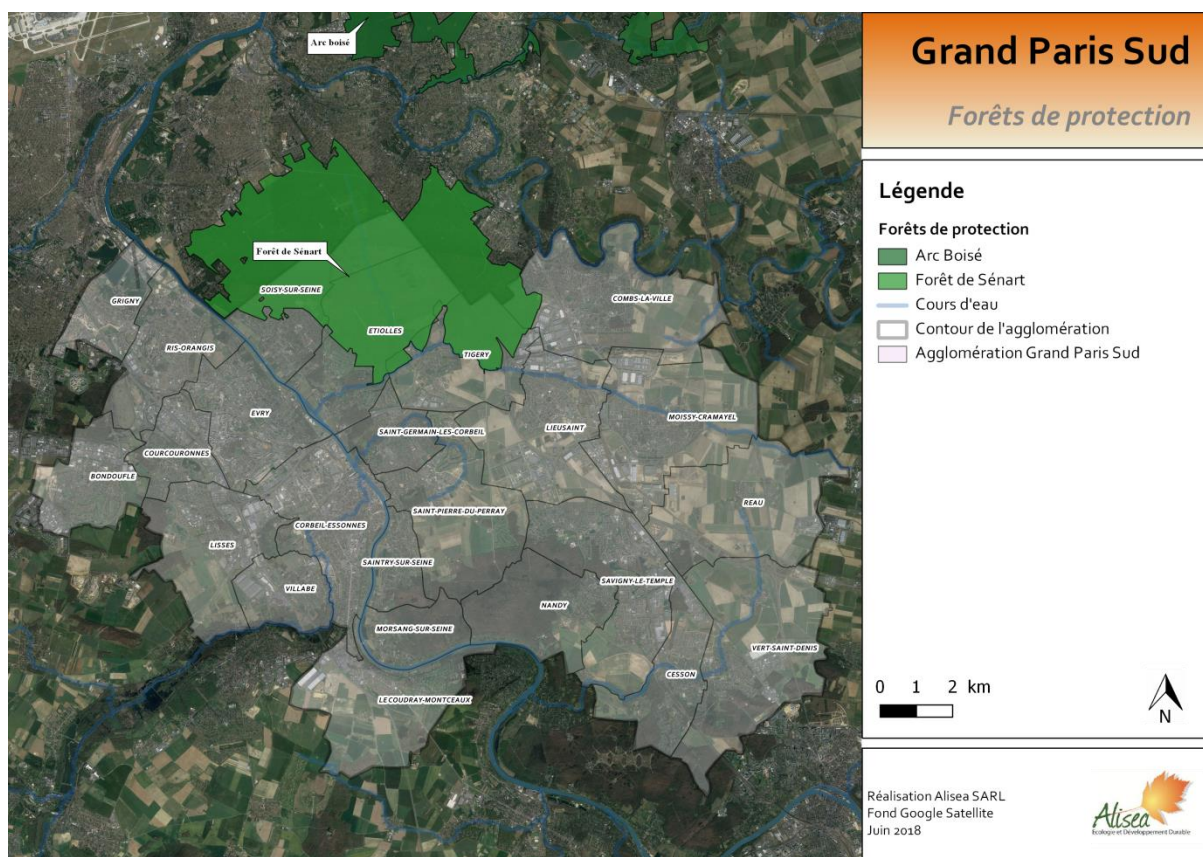 Grand Paris Sud
Forêts de protection
Légende
Forêts de protection
Arc Boisé
Forêt de Sénart
Cours d'eau
Contour de l'agglomération
Agglomération Grand Paris Sud
0 1 2 km
N
Réalisation Alisea SARL
Fond Google Satellite
Juin 2018
Alisea
Ecologie et Développement Durable
Arc boisé
Forêt de Sénart
SOISY-SUR-SEINE
GRIGNY
COMBS-LA-VILLE
ETIOLLES
RIS-ORANGIS
TIGERY
EVRY
MOISSY-CRAMAYEL
SAINT-GERMAIN-LES-CORBEIL
LIEUSAINT
COURCOURONNES
BONDOUFLE
REAU
SAINT-PIERRE-DU-PERRAY
CORBEIL-ESSONNES
LISSES
SAINTRY-SUR-SEINE
SAVIGNY-LE-TEMPLE
VILLABE
NANDY
MORSANG-SUR-SEINE
VERT-SAINT-DENIS
CESSON
LE COUDRAY-MONTCEAUX